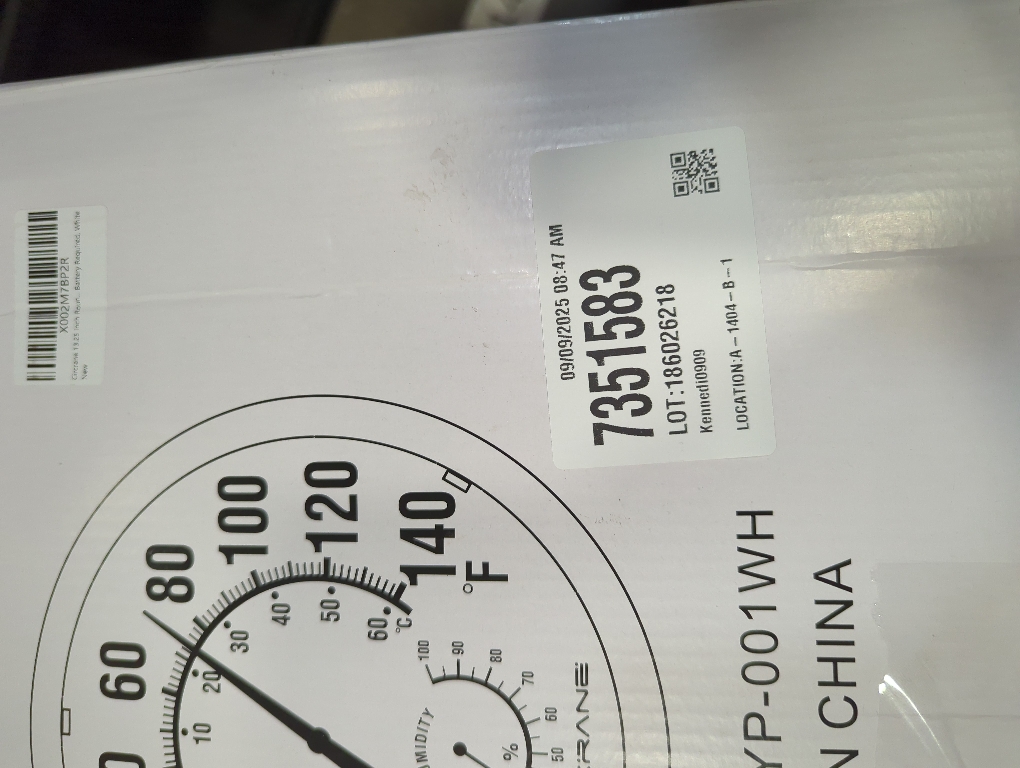 X002M7BP2R
New
09/09/2025 08:47 AM
7351583
LOT:186026218
Kennedi0909
LOCATION:A-1404-B-1
60
80
100
120
140
°F
10
20
30
40
50
60
°C
100
90
80
70
60
50
%
YP-001WH
CHINA